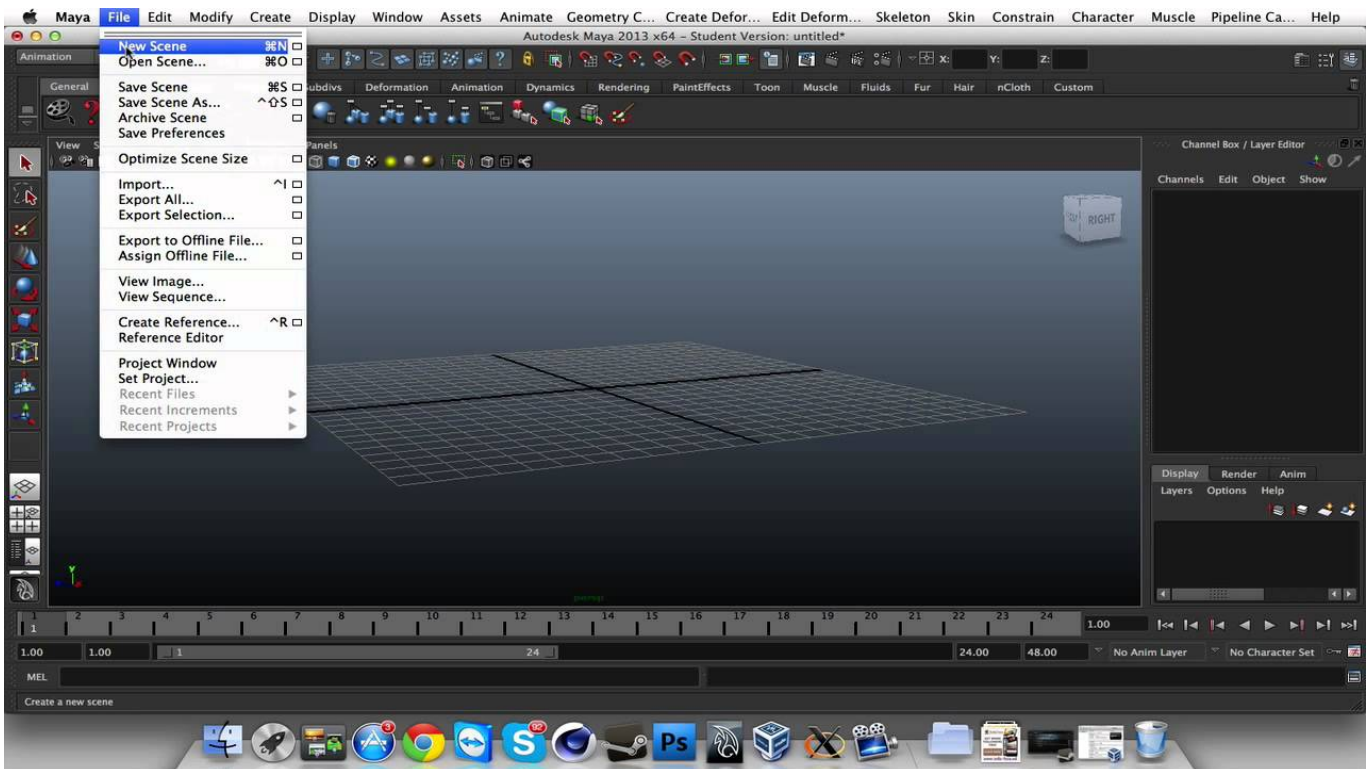 Maya File Edit Modify Create Display Window Assets Animate Geometry C... Create Defor... Edit Deform... Skeleton Skin Constrain Character Muscle Pipeline Ca... Help
Autodesk Maya 2013 x64 – Student Version: untitled*
Animation
X: Y: Z:
New Scene ⌘N
Open Scene... ⌘O
Save Scene ⌘S
Save Scene As... ^⇧S
Archive Scene
Save Preferences
Optimize Scene Size
Import... ^I
Export All...
Export Selection...
Export to Offline File...
Assign Offline File...
View Image...
View Sequence...
Create Reference... ^R
Reference Editor
Project Window
Set Project...
Recent Files
Recent Increments
Recent Projects
General Subdivs Deformation Animation Dynamics Rendering PaintEffects Toon Muscle Fluids Fur Hair nCloth Custom
View S Panels
RIGHT
Y
persp
Channel Box / Layer Editor
Channels Edit Object Show
Display Render Anim
Layers Options Help
1 2 3 4 5 6 7 8 9 10 11 12 13 14 15 16 17 18 19 20 21 22 23 24
1
1.00
1.00 1.00 1 24 24.00 48.00 No Anim Layer No Character Set
MEL
Create a new scene
3
92
S
Ps